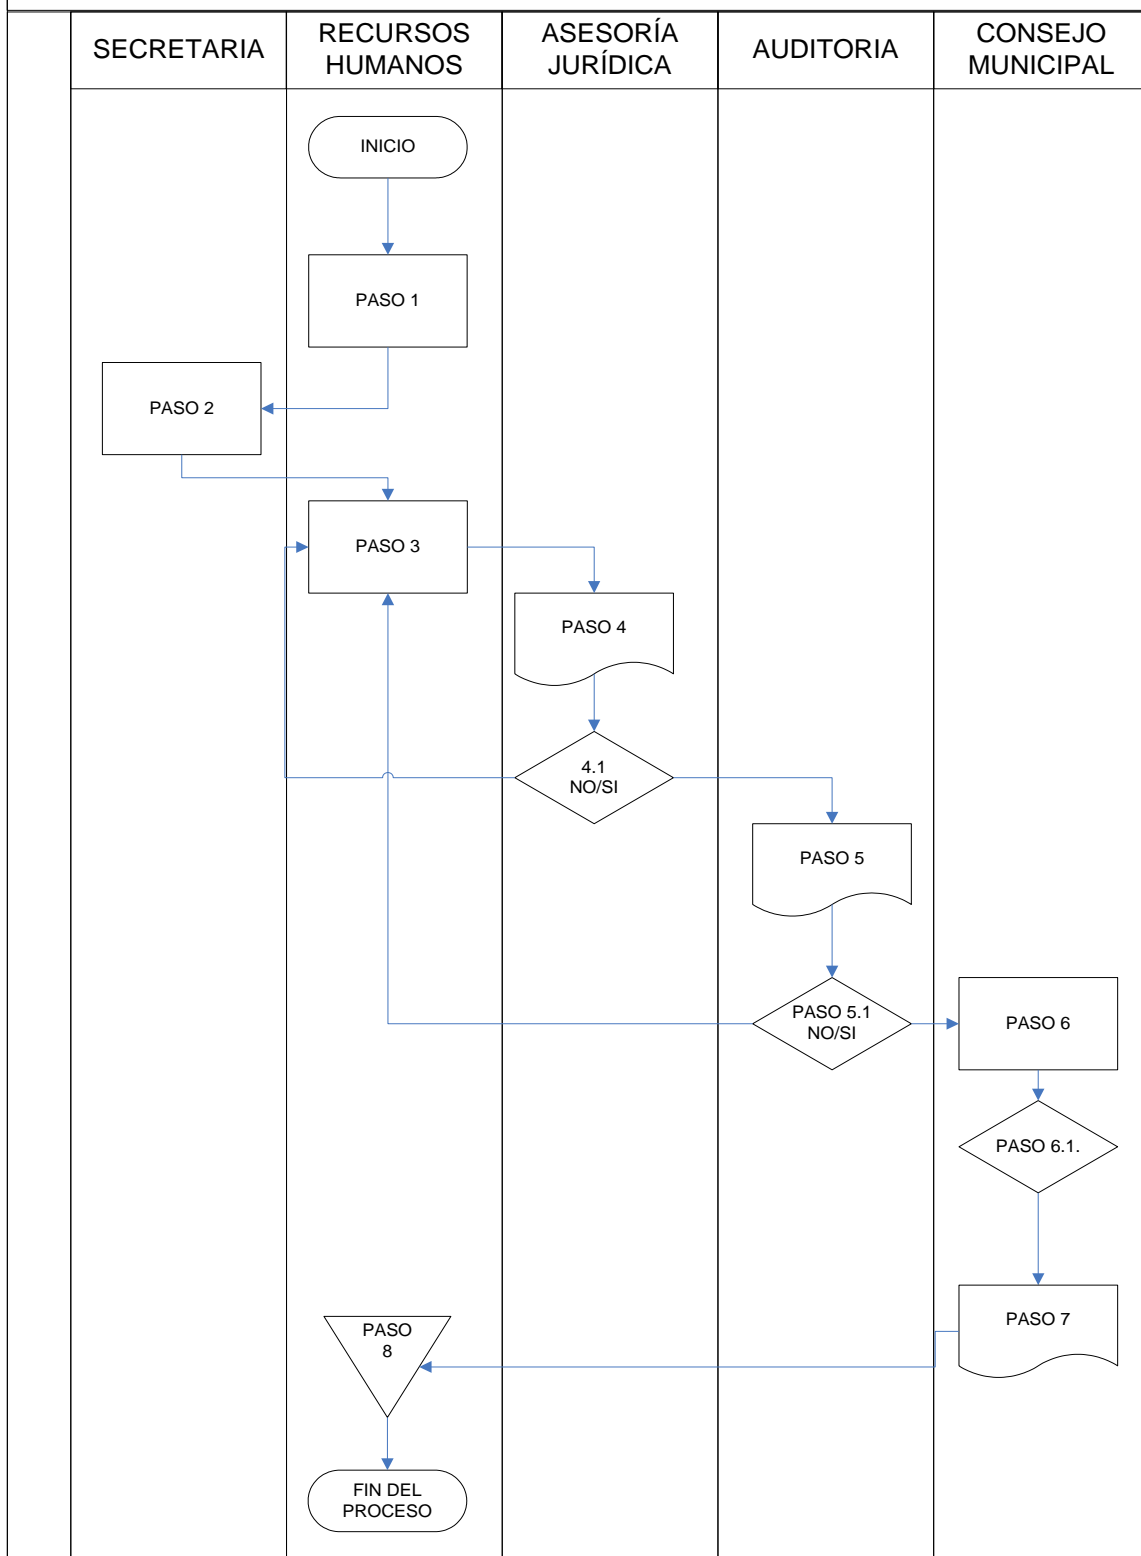 SECRETARIA
RECURSOS
HUMANOS
ASESORÍA
JURÍDICA
AUDITORIA
CONSEJO
MUNICIPAL
INICIO
PASO 1
PASO 2
PASO 3
PASO 4
4.1
NO/SI
PASO 5
PASO 5.1
NO/SI
PASO 6
PASO 6.1.
PASO 7
PASO
8
FIN DEL
PROCESO